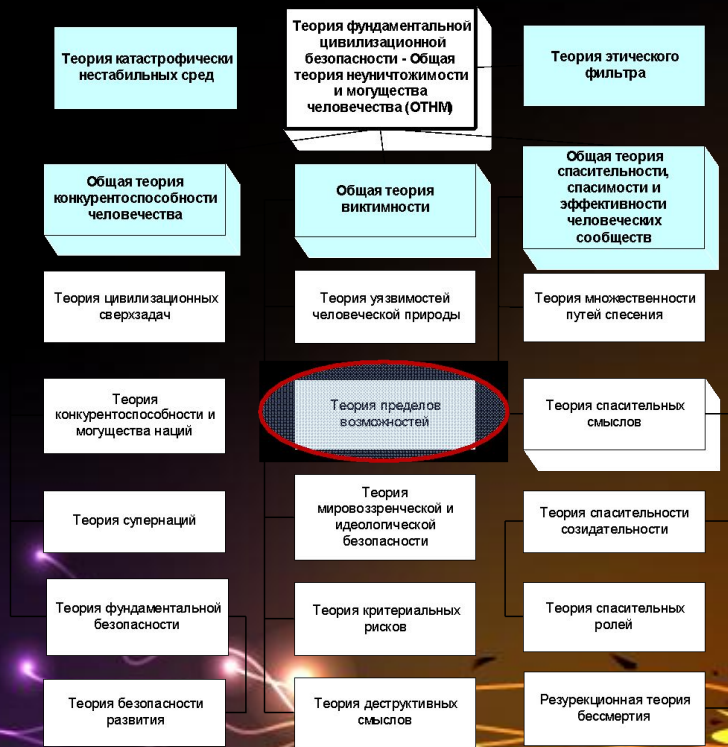 Теория катастрофически
нестабильных сред
Теория фундаментальной
цивилизационной
безопасности - Общая
теория неуничтожимости
и могущества
человечества (ОТНМ)
Теория этического
фильтра
Общая теория
конкурентоспособности
человечества
Общая теория
виктимности
Общая теория
спасительности,
спасимости и
эффективности
человеческих
сообществ
Теория цивилизационных
сверхзадач
Теория уязвимостей
человеческой природы
Теория множественности
путей спесения
Теория
конкурентоспособности и
могущества наций
Теория пределов
возможностей
Теория спасительных
смыслов
Теория супернаций
Теория
мировоззренческой и
идеологической
безопасности
Теория спасительности
созидательности
Теория фундаментальной
безопасности
Теория критериальных
рисков
Теория спасительных
ролей
Теория безопасности
развития
Теория деструктивных
смыслов
Резурекционная теория
бессмертия